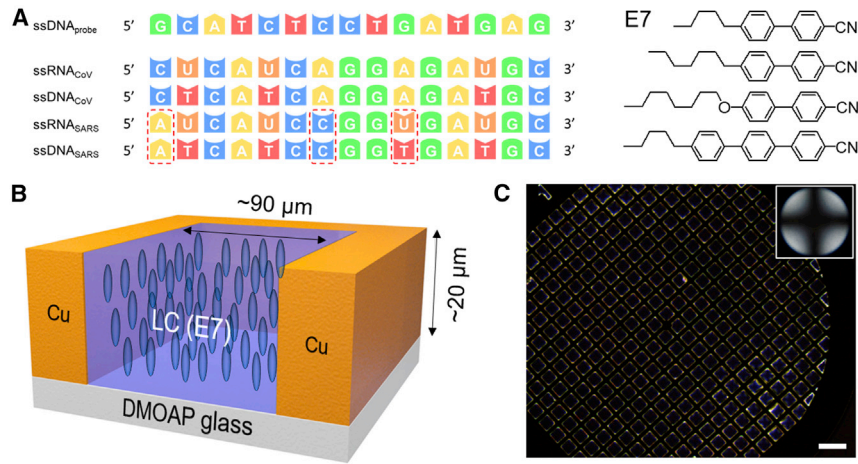 A
ssDNAprobe 5' G C A T C T C C T G A T G A G 3'
ssRNACoV 5' C U C A U C A G G A G A U G C 3'
ssDNACoV 5' C T C A T C A G G A G A T G C 3'
ssRNASARS 5' A U C A U C C G G U G A U G C 3'
ssDNASARS 5' A T C A T C C G G T G A T G C 3'
E7
CN
CN
O CN
CN
B
~90 µm
~20 µm
Cu
LC (E7)
Cu
DMOAP glass
C